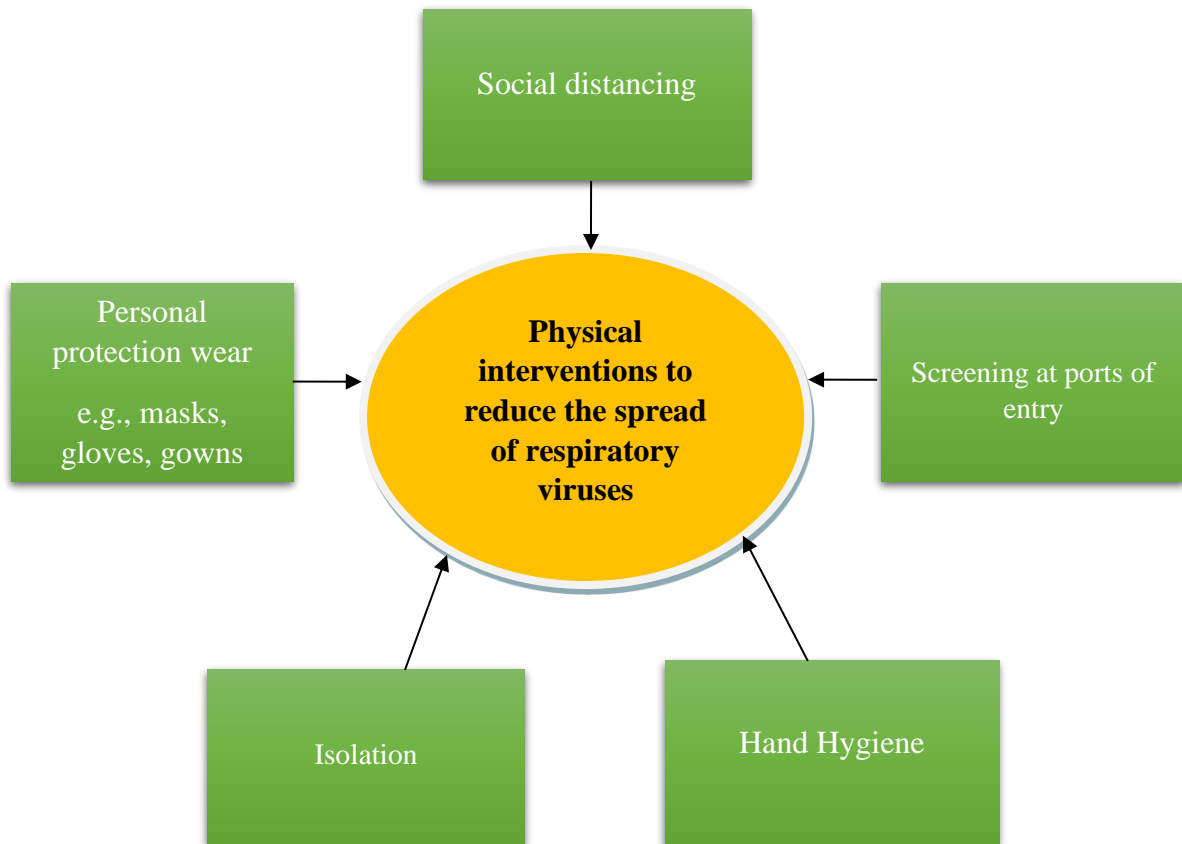 Social distancing
Personal
protection wear
e.g., masks,
gloves, gowns
Physical
interventions to
reduce the spread
of respiratory
viruses
Screening at ports of
entry
Isolation
Hand Hygiene